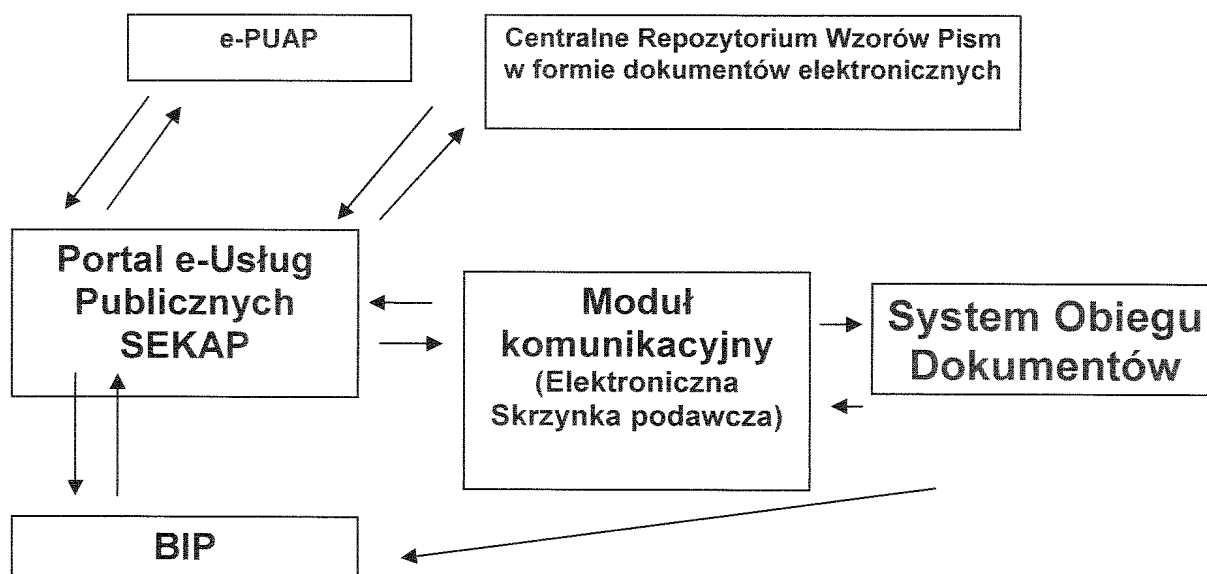 e-PUAP
Centralne Repozytorium Wzorów Pism
w formie dokumentów elektronicznych
Portal e-Usług
Publicznych
SEKAP
Moduł
komunikacyjny
(Elektroniczna
Skrzynka podawcza)
System Obiegu
Dokumentów
BIP